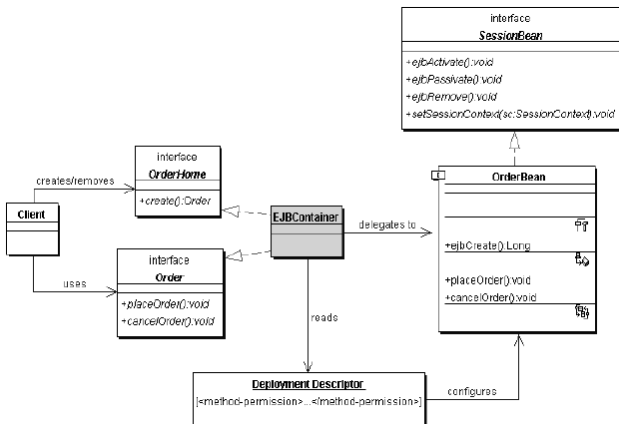 interface
SessionBean
+ejbActivate():void
+ejbPassivate():void
+ejbRemove():void
+setSessionContext(sc:SessionContext):void
interface
OrderHome
+create():Order
creates/removes
Client
EJBContainer
delegates to
OrderBean
+ejbCreate():Long
+placeOrder():void
+cancelOrder():void
interface
Order
+placeOrder():void
+cancelOrder():void
uses
reads
Deployment Descriptor
[<method-permission>...</method-permission>]
configures